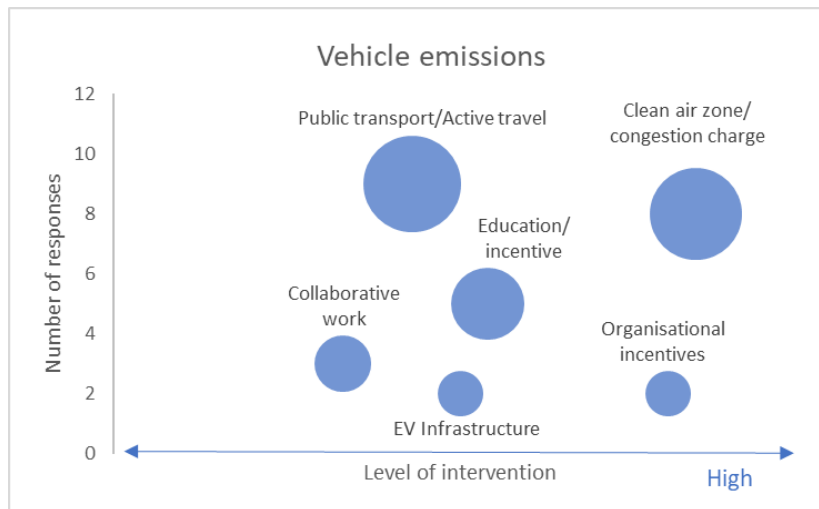 Vehicle emissions
12
10
8
6
4
2
0
Number of responses
Public transport/Active travel
Clean air zone/
congestion charge
Education/
incentive
Collaborative
work
Organisational
incentives
EV Infrastructure
Level of intervention
High